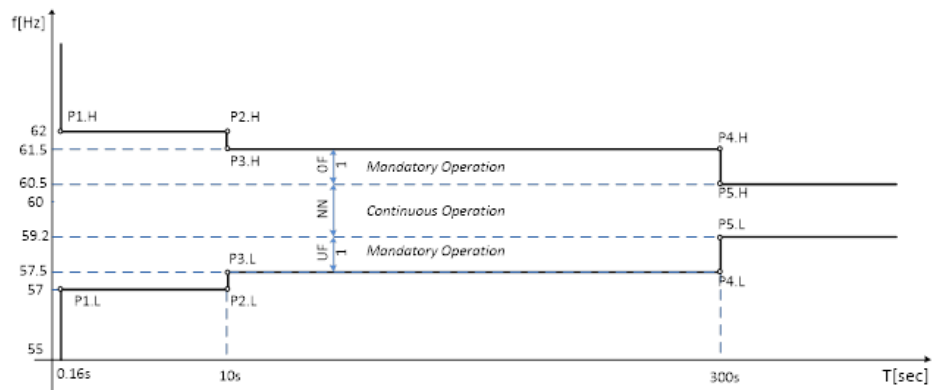 f[Hz]
P1.H
P2.H
62
P4.H
61.5
P3.H
OF
1
Mandatory Operation
60.5
P5.H
60
NN
Continuous Operation
P5.L
59.2
UF
1
Mandatory Operation
P3.L
57.5
P4.L
57
P1.L
P2.L
55
0.16s
10s
300s
T[sec]